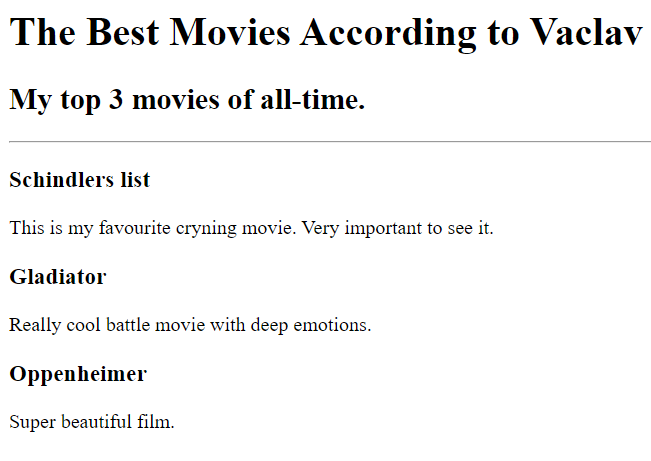 The Best Movies According to Vaclav
My top 3 movies of all-time.
Schindlers list
This is my favourite cryning movie. Very important to see it.
Gladiator
Really cool battle movie with deep emotions.
Oppenheimer
Super beautiful film.